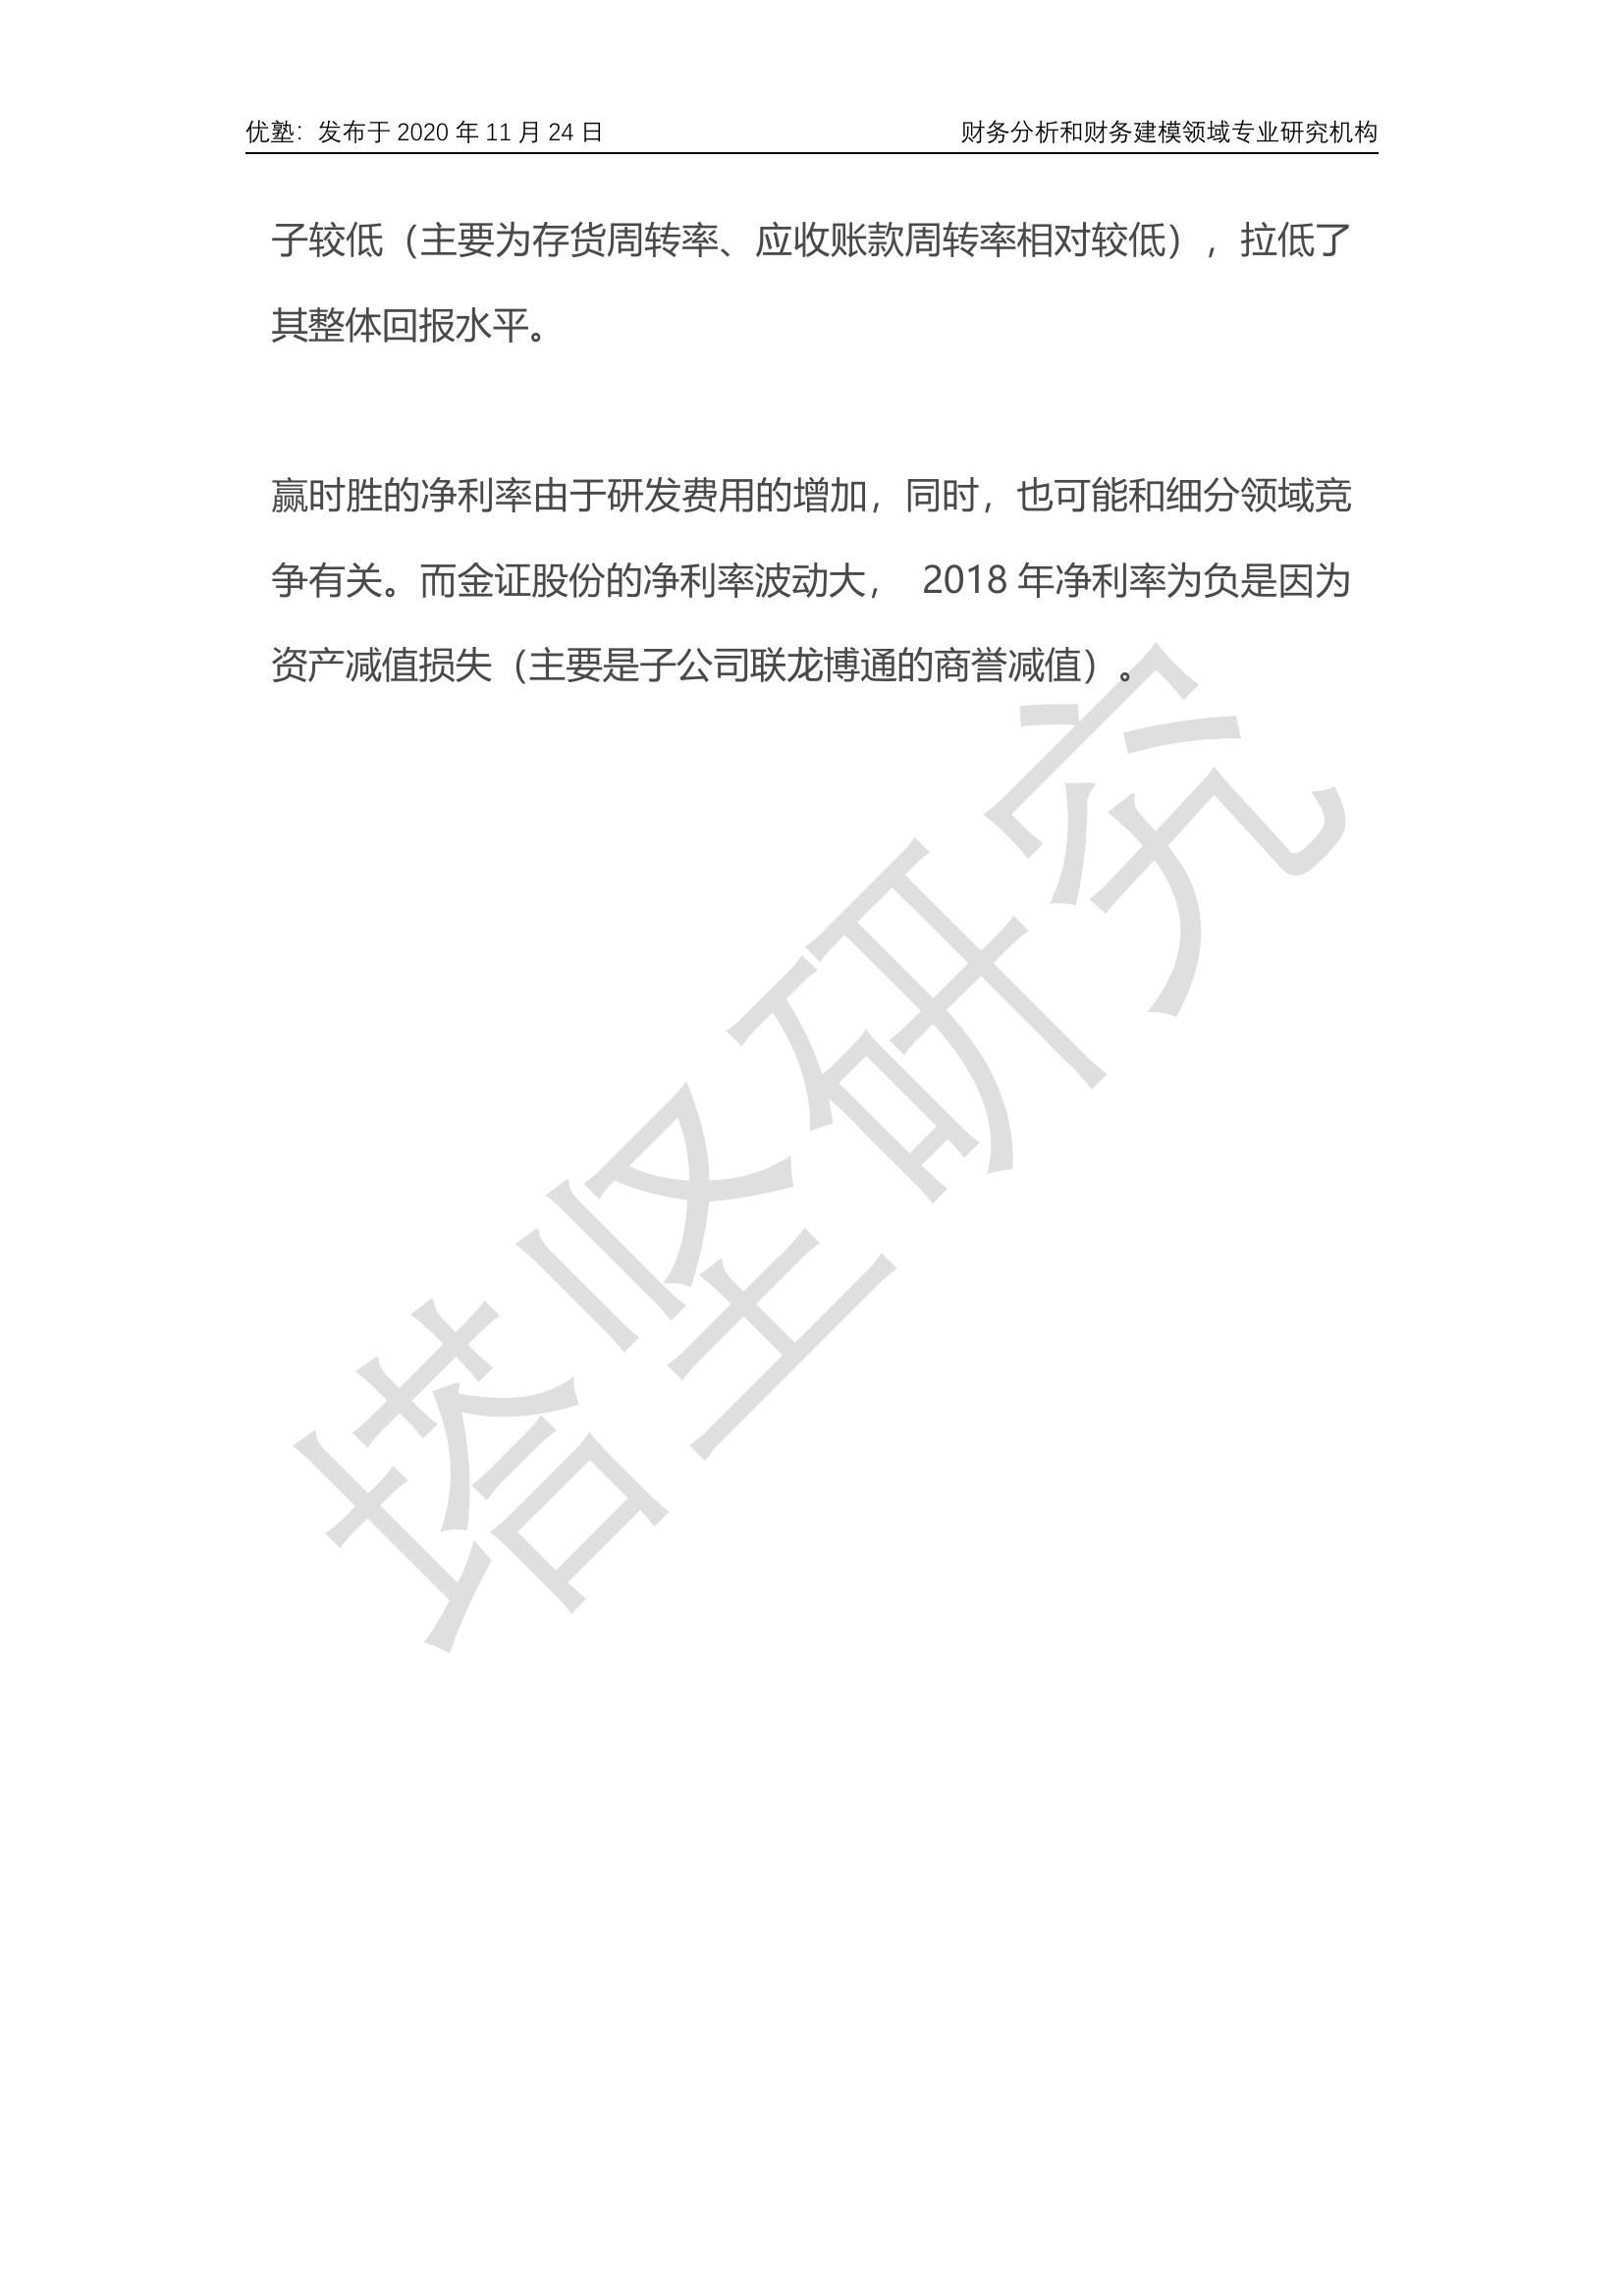 优塾：发布于 2020 年 11 月 24 日 财务分析和财务建模领域专业研究机构
子较低（主要为存货周转率、应收账款周转率相对较低），拉低了
其整体回报水平。
赢时胜的净利率由于研发费用的增加，同时，也可能和细分领域竞
争有关。而金证股份的净利率波动大， 2018 年净利率为负是因为
资产减值损失（主要是子公司联龙博通的商誉减值）。
塔坚研究